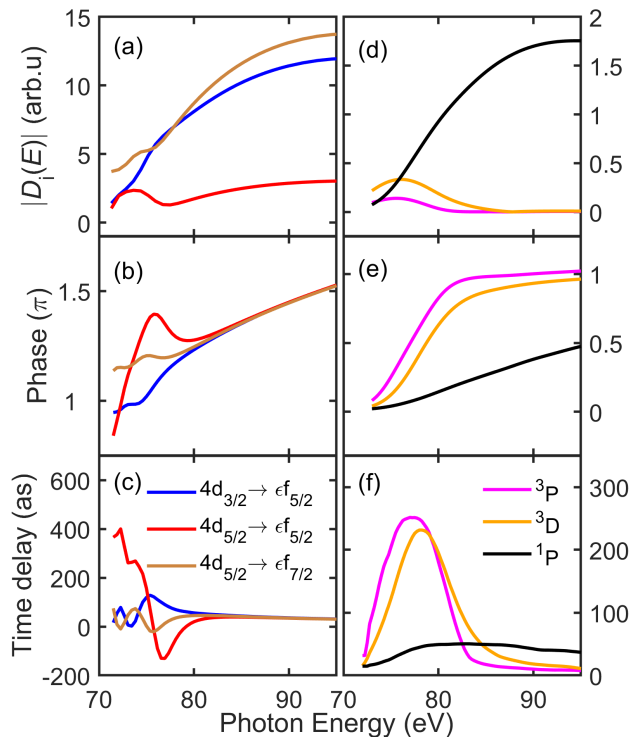 15
(a)
(d)
2
10
1.5
|D_i(E)| (arb.u)
1
5
0.5
0
0
(b)
(e)
1.5
1
Phase (π)
0.5
1
0
600
(c)
4d_{3/2}→ ϵf_{5/2}
(f)
³P
300
400
4d_{5/2}→ ϵf_{5/2}
³D
200
200
4d_{5/2}→ ϵf_{7/2}
¹P
Time delay (as)
100
0
-200
0
70
80
90
70
80
90
Photon Energy (eV)